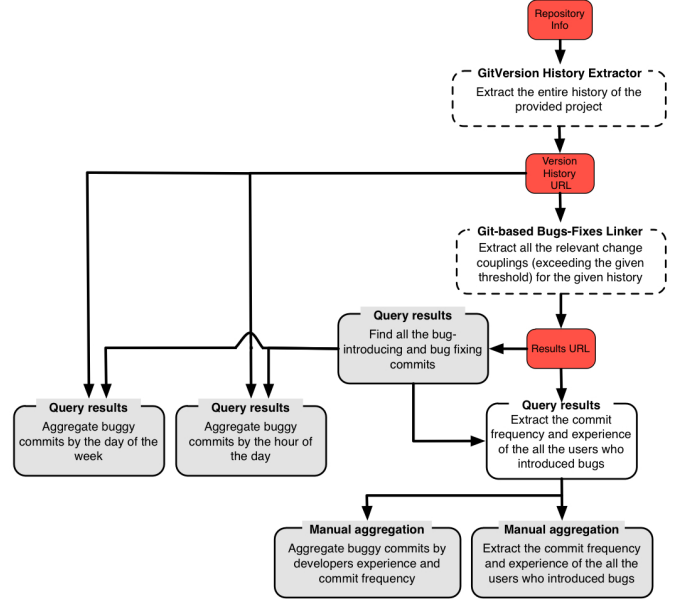 Repository
Info
GitVersion History Extractor
Extract the entire history of the
provided project
Version
History
URL
Git-based Bugs-Fixes Linker
Extract all the relevant change
couplings (exceeding the given
threshold) for the given history
Query results
Find all the bug-
introducing and bug fixing
commits
Results URL
Query results
Aggregate buggy
commits by the day of the
week
Query results
Aggregate buggy
commits by the hour of
the day
Query results
Extract the commit
frequency and experience
of the all the users who
introduced bugs
Manual aggregation
Aggregate buggy commits by
developers experience and
commit frequency
Manual aggregation
Extract the commit frequency
and experience of the all the
users who introduced bugs